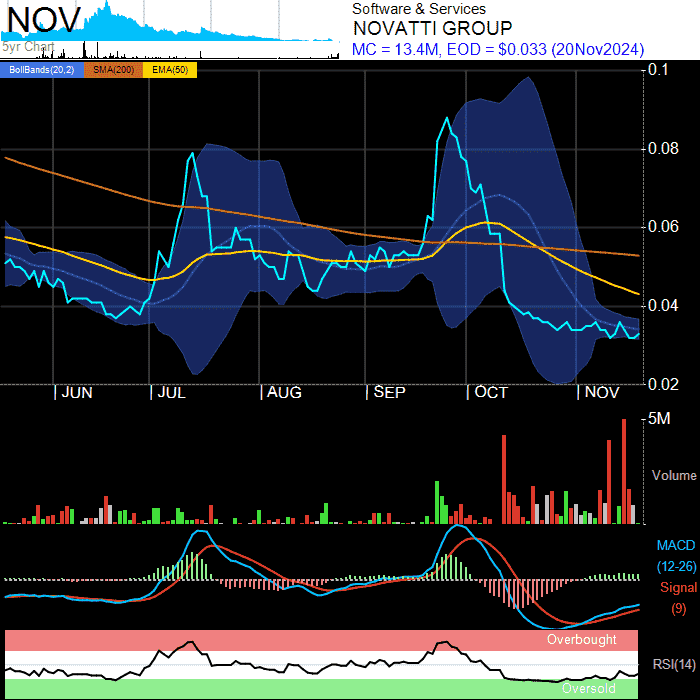 NOV
5yr Chart
Software & Services
NOVATTI GROUP
MC = 13.4M, EOD = $0.033 (20Nov2024)
BollBands(20,2) SMA(200) EMA(50)
0.1
0.08
0.06
0.04
0.02
JUN JUL AUG SEP OCT NOV
5M
Volume
MACD
(12-26)
Signal
(9)
Overbought
RSI(14)
Oversold